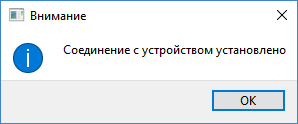 Внимание
Соединение с устройством установлено
OK